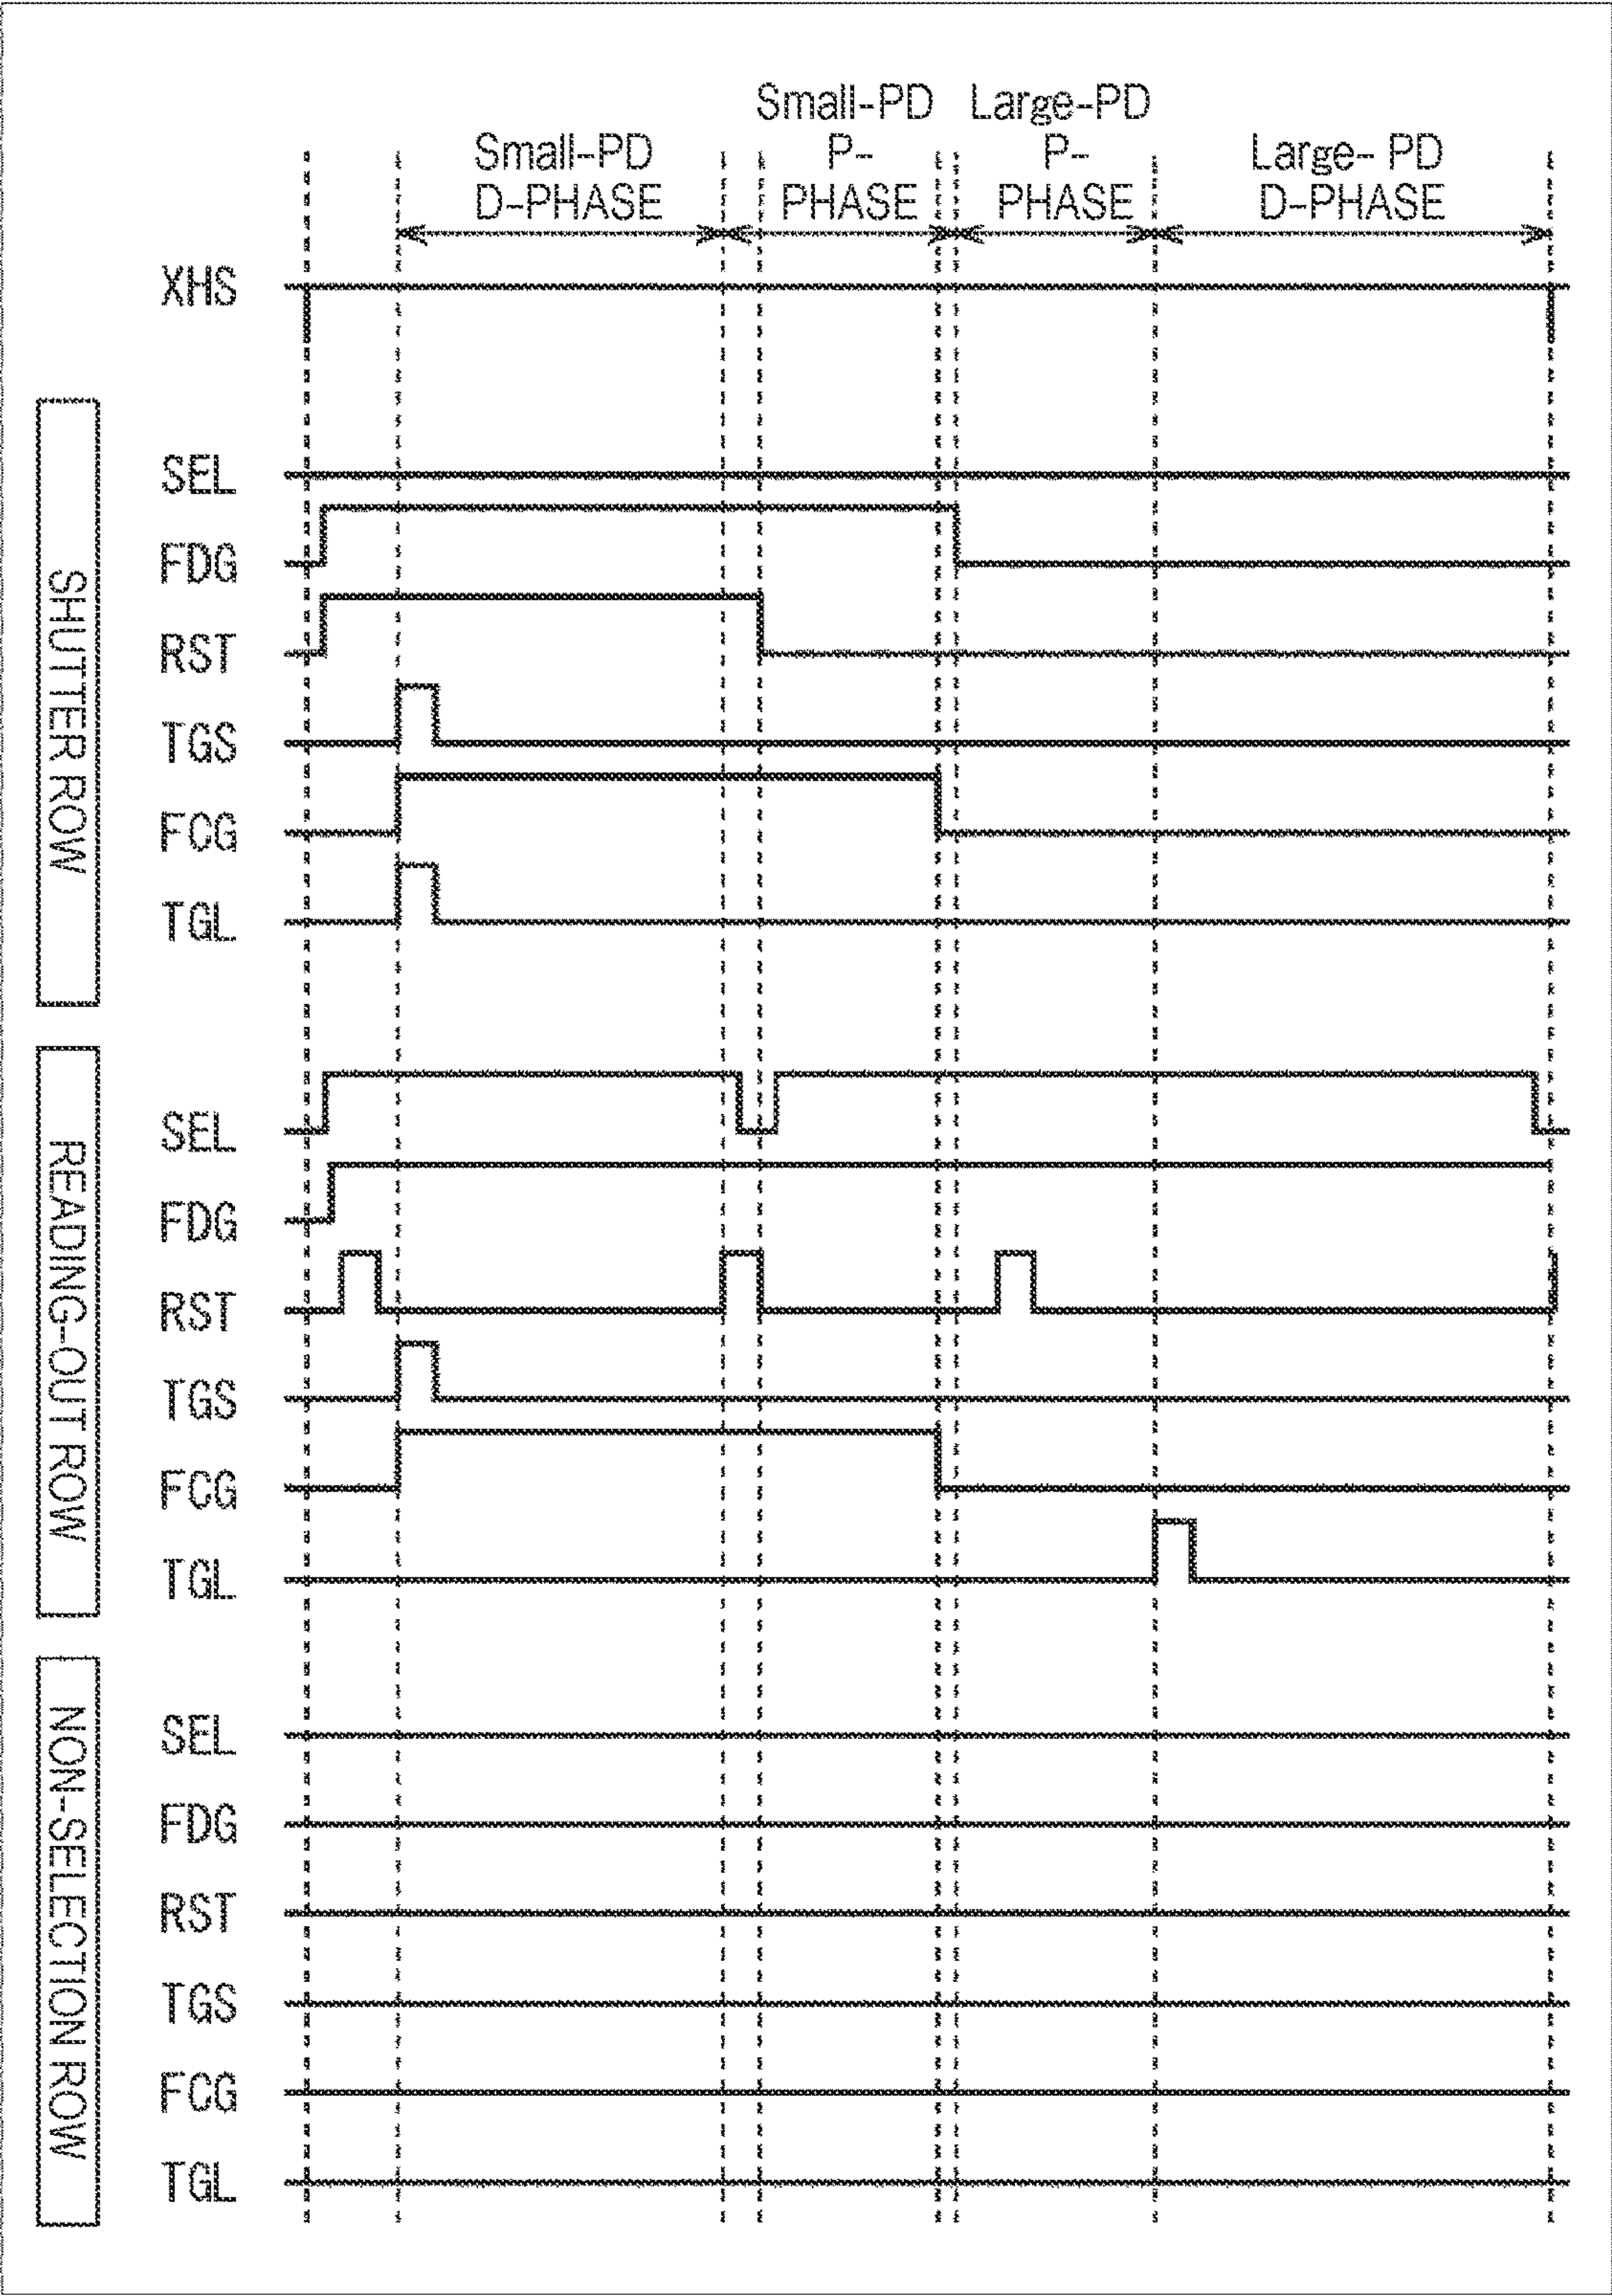 Small-PD Large-PD
Small-PD P- P- Large- PD
D-PHASE PHASE PHASE D-PHASE
XHS
SHUTTER ROW
SEL
FDG
RST
TGS
FCG
TGL
READING-OUT ROW
SEL
FDG
RST
TGS
FCG
TGL
NON-SELECTION ROW
SEL
FDG
RST
TGS
FCG
TGL